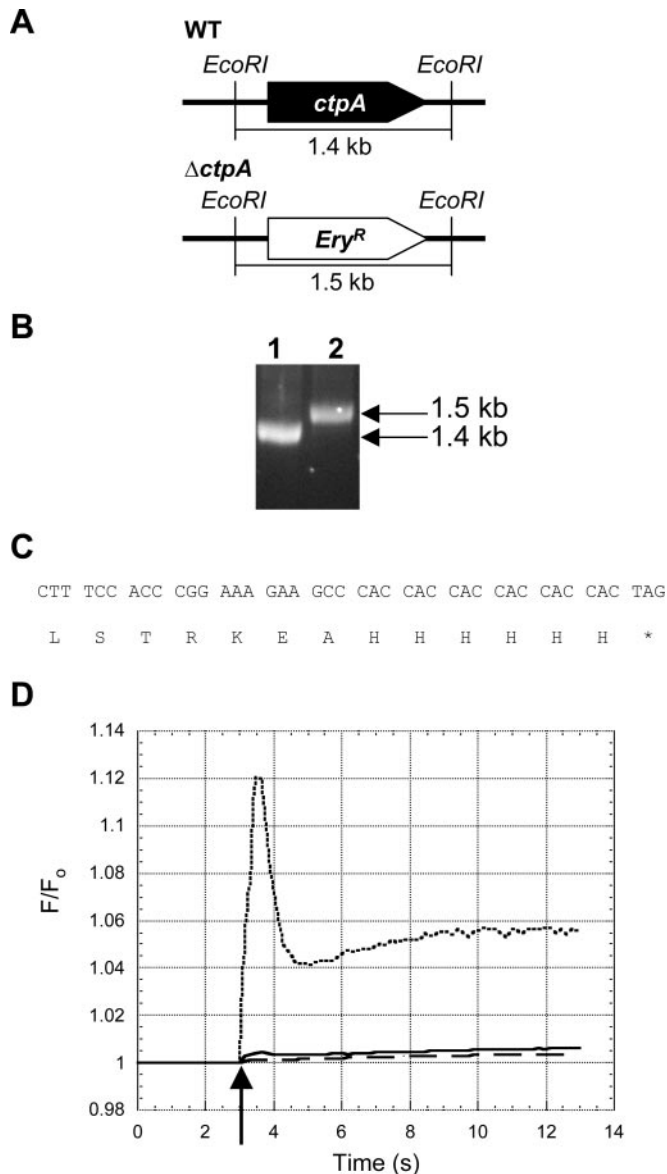 A
WT
EcoRI EcoRI
ctpA
1.4 kb
ΔctpA
EcoRI EcoRI
Ery^R
1.5 kb
B
1 2
1.5 kb
1.4 kb
C
CTT TCC ACC CGG AAA GAA GCC CAC CAC CAC CAC CAC CAC TAG
L S T R K E A H H H H H H *
D
1.14
1.12
1.1
1.08
1.06
1.04
1.02
1
0.98
F/F₀
0 2 4 6 8 10 12 14
Time (s)